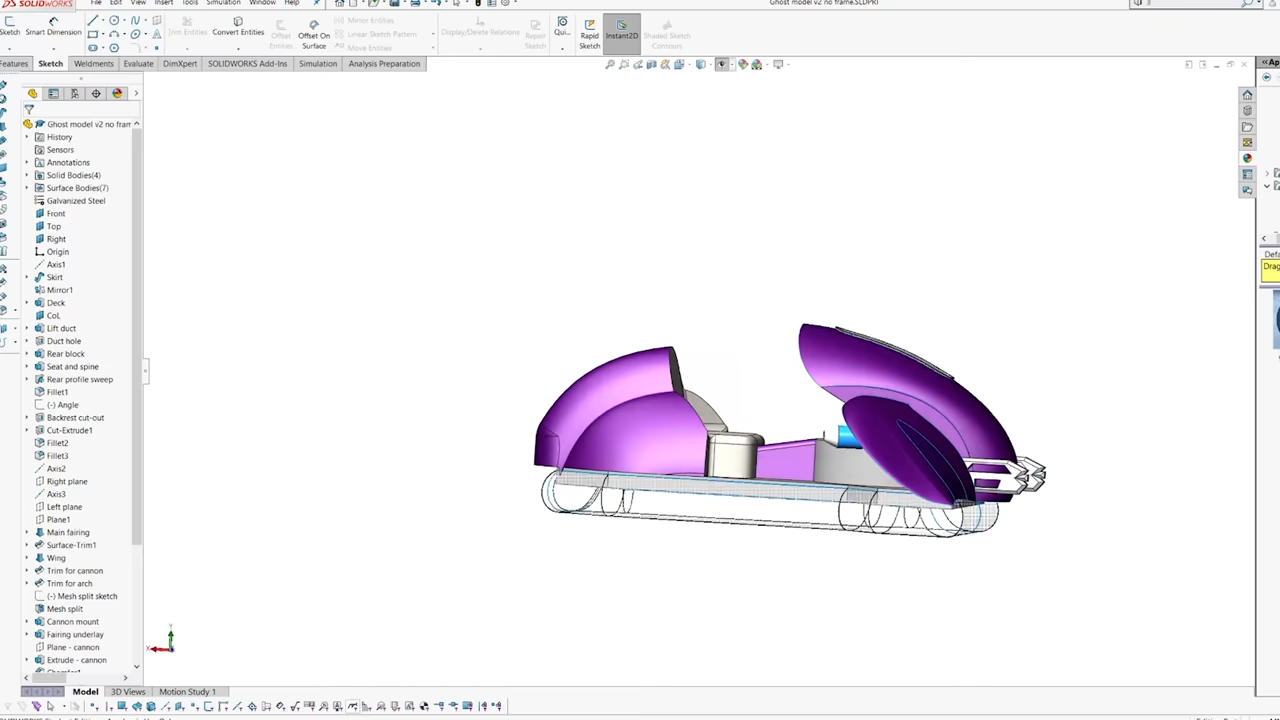 SOLIDWORKS File Edit View Insert Tools Simulation Window Help Ghost model v2 no frame.SLDPRT
Sketch Smart Dimension Trim Entities Convert Entities Offset Entities Offset On Surface Mirror Entities Linear Sketch Pattern Move Entities Display/Delete Relations Repair Sketch Qui... Rapid Sketch Instant2D Shaded Sketch Contours
Features Sketch Weldments Evaluate DimXpert SOLIDWORKS Add-Ins Simulation Analysis Preparation
Ghost model v2 no fram
History
Sensors
Annotations
Solid Bodies(4)
Surface Bodies(7)
Galvanized Steel
Front
Top
Right
Origin
Axis1
Skirt
Mirror1
Deck
CoL
Lift duct
Duct hole
Rear block
Seat and spine
Rear profile sweep
Fillet1
(-) Angle
Backrest cut-out
Cut-Extrude1
Fillet2
Fillet3
Axis2
Right plane
Axis3
Left plane
Plane1
Main fairing
Surface-Trim1
Wing
Trim for cannon
Trim for arch
(-) Mesh split sketch
Mesh split
Cannon mount
Fairing underlay
Plane - cannon
Extrude - cannon
Ap
Defa
Drag
Y
X
Model 3D Views Motion Study 1